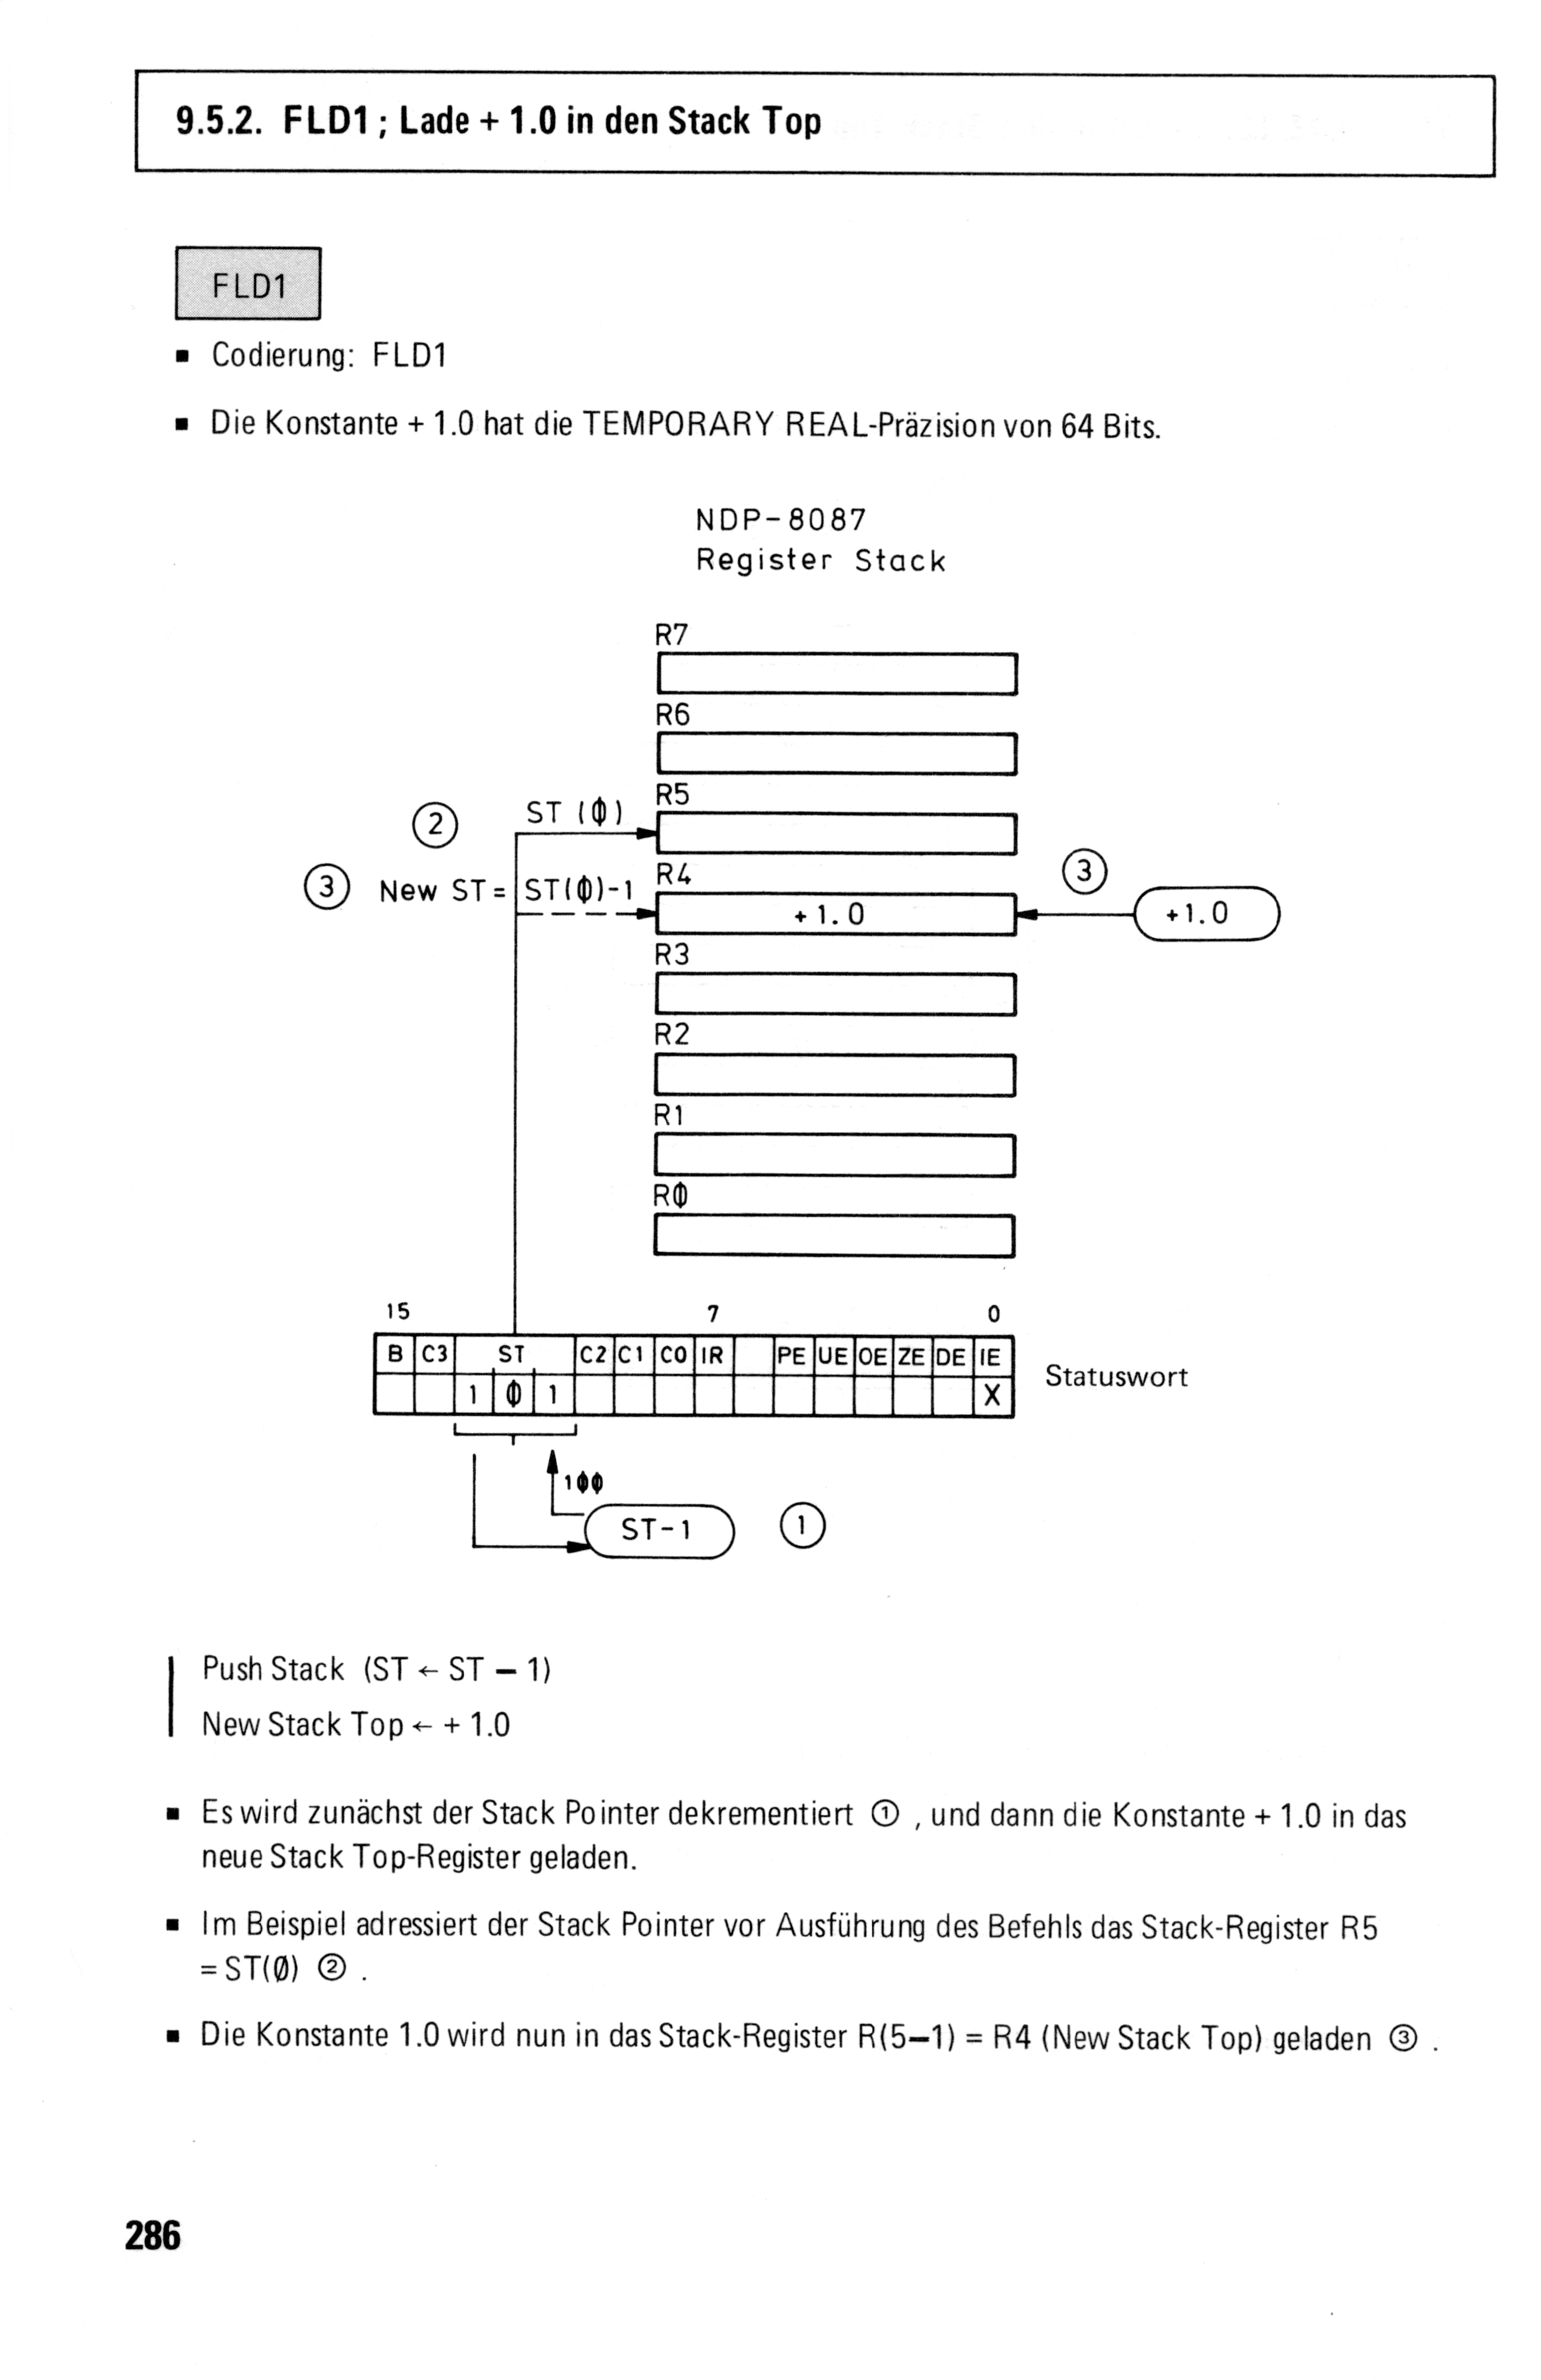 9.5.2. FLD1 ; Lade + 1.0 in den Stack Top
FLD1
▪ Codierung: FLD1
▪ Die Konstante + 1.0 hat die TEMPORARY REAL-Präzision von 64 Bits.
NDP-8087
Register Stack
R7
R6
R5
② ST (Φ)
R4
③ New ST= ST(Φ)-1
+1.0
③
+1.0
R3
R2
R1
RΦ
15 7 0
B C3 ST C2 C1 C0 IR PE UE OE ZE DE IE
1 Φ 1 X
Statuswort
1ΦΦ
ST-1 ①
Push Stack (ST ← ST – 1)
New Stack Top ← + 1.0
▪ Es wird zunächst der Stack Pointer dekrementiert ① , und dann die Konstante + 1.0 in das
neue Stack Top-Register geladen.
▪ Im Beispiel adressiert der Stack Pointer vor Ausführung des Befehls das Stack-Register R5
= ST(Ø) ② .
▪ Die Konstante 1.0 wird nun in das Stack-Register R(5–1) = R4 (New Stack Top) geladen ③ .
286